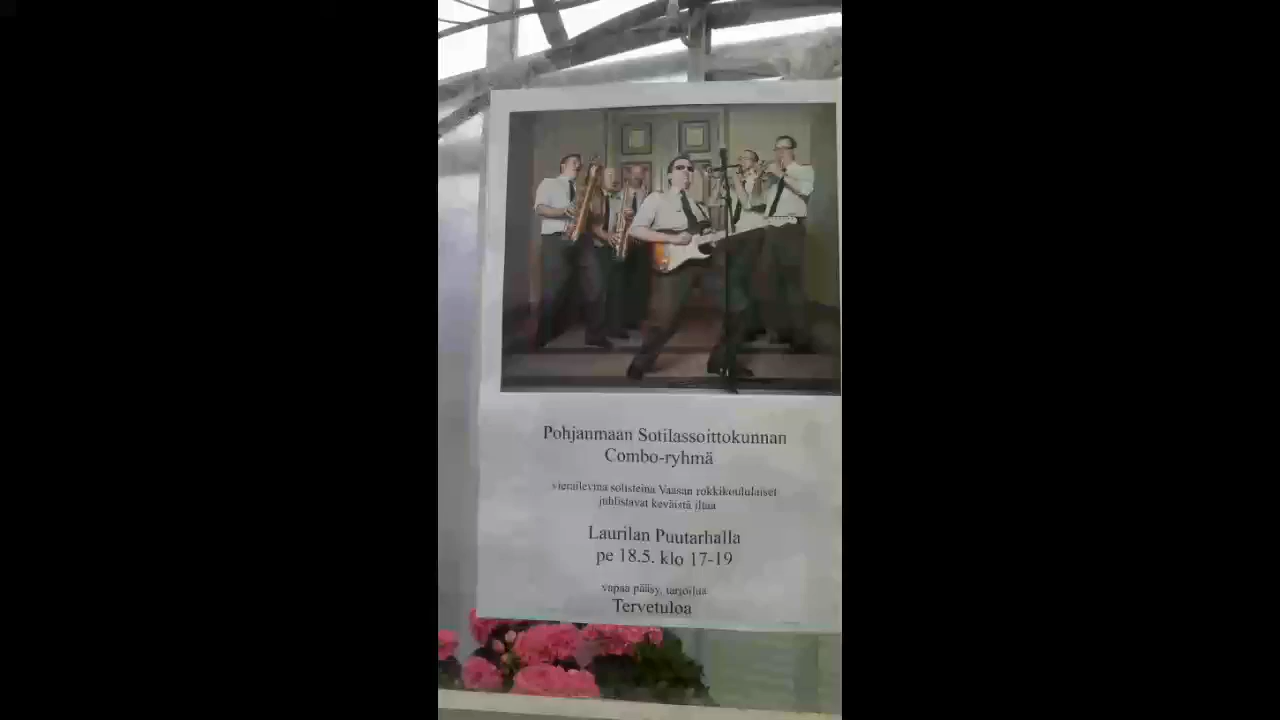 Pohjanmaan Sotilassoittokunnan
Combo-ryhmä
vierailevina solisteina Vaasan rokkikoululaiset
juhlistavat keväistä iltaa
Laurilan Puutarhalla
pe 18.5. klo 17-19
vapaa pääsy, tarjoilua
Tervetuloa